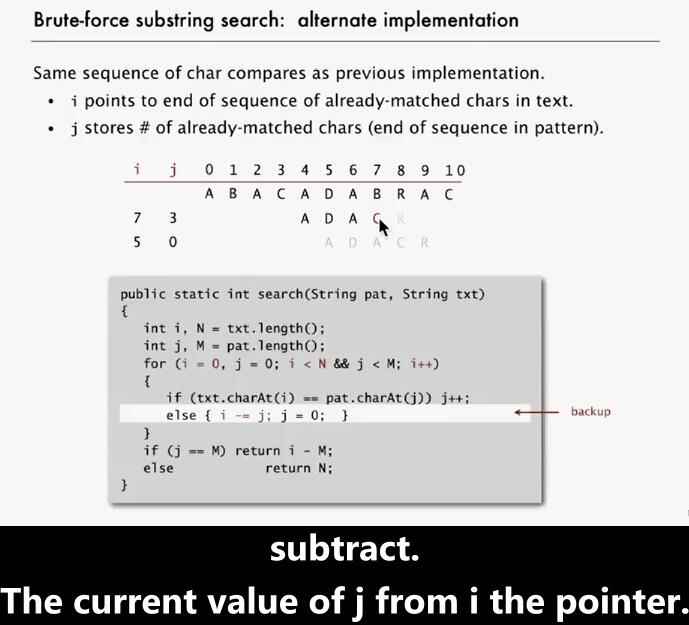 Brute-force substring search: alternate implementation
Same sequence of char compares as previous implementation.
• i points to end of sequence of already-matched chars in text.
• j stores # of already-matched chars (end of sequence in pattern).
i j 0 1 2 3 4 5 6 7 8 9 10
A B A C A D A B R A C
7 3 A D A C R
5 0 A D A C R
public static int search(String pat, String txt)
{
int i, N = txt.length();
int j, M = pat.length();
for (i = 0, j = 0; i < N && j < M; i++)
{
if (txt.charAt(i) == pat.charAt(j)) j++;
else { i -= j; j = 0; }
backup
}
if (j == M) return i - M;
else return N;
}
subtract.
The current value of j from i the pointer.